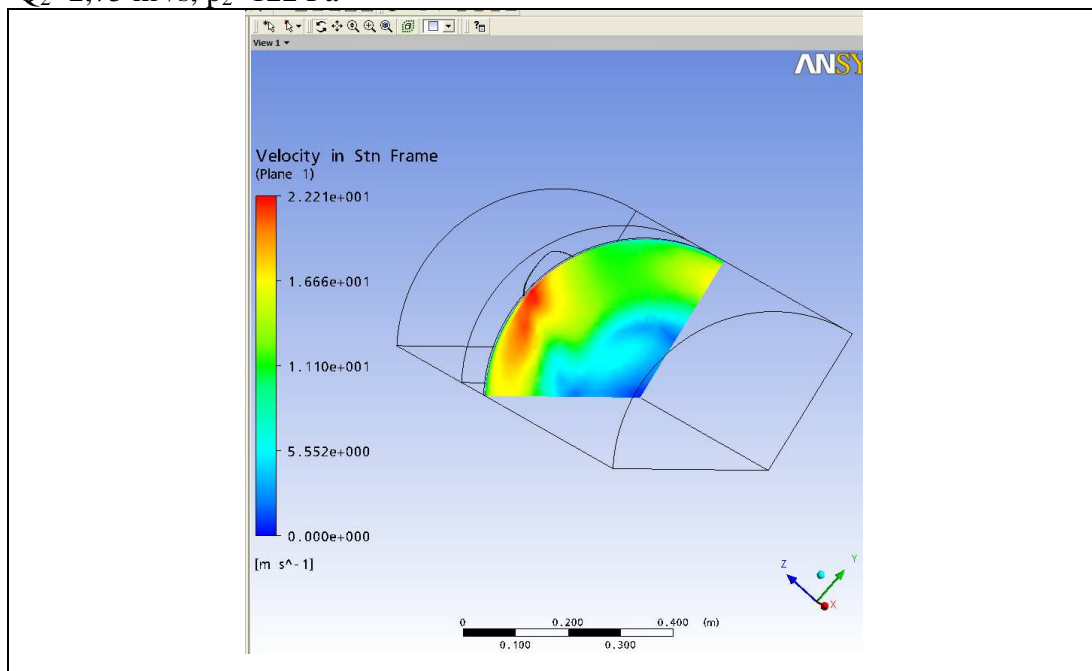 View 1
ANSY
Velocity in Stn Frame
(Plane 1)
2.221e+001
1.666e+001
1.110e+001
5.552e+000
0.000e+000
[m s^-1]
Z
Y
X
0 0.200 0.400 (m)
0.100 0.300